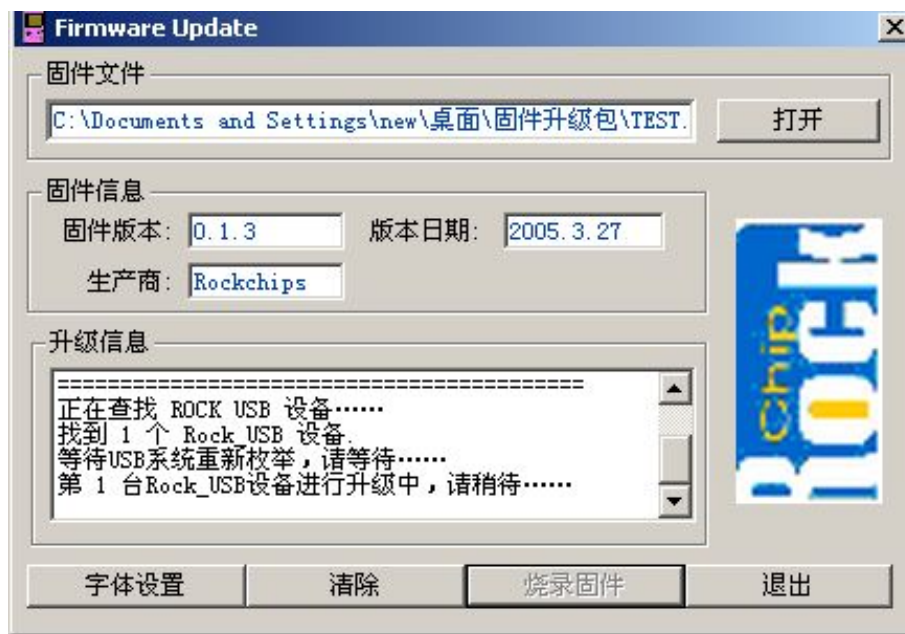 Firmware Update
固件文件
C:\Documents and Settings\new\桌面\固件升级包\TEST.
打开
固件信息
固件版本: 0.1.3 版本日期: 2005.3.27
生产商: Rockchips
升级信息
==========================================
正在查找 ROCK USB 设备……
找到 1 个 Rock_USB 设备.
等待USB系统重新枚举，请等待……
第 1 台Rock_USB设备进行升级中，请稍待……
Chip
ROCK
字体设置 清除 烧录固件 退出